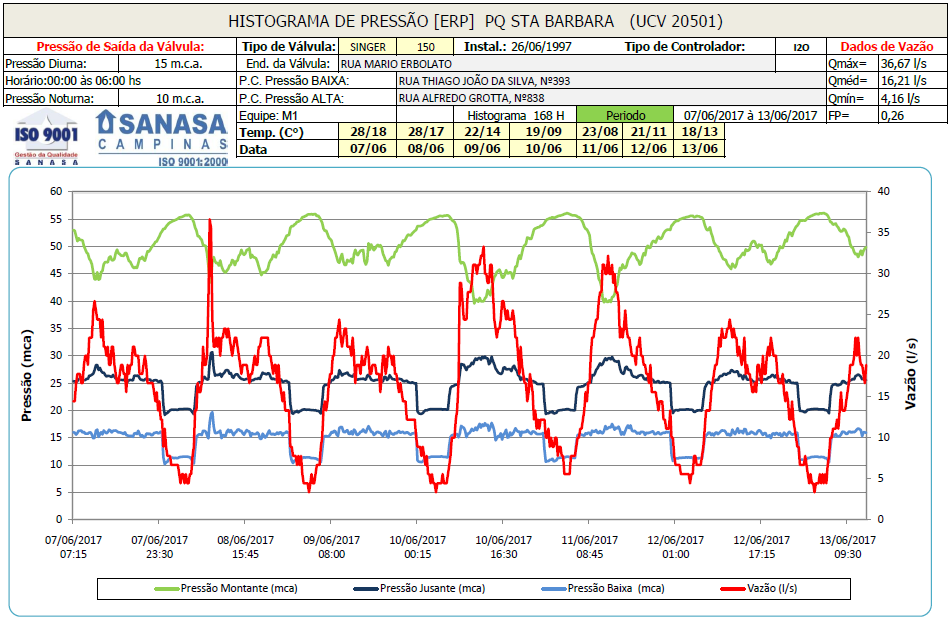 HISTOGRAMA DE PRESSÃO [ERP] PQ STA BARBARA (UCV 20501)
Pressão de Saída da Válvula: Tipo de Válvula: SINGER 150 Instal.: 26/06/1997 Tipo de Controlador: I2O Dados de Vazão
Pressão Diurna: 15 m.c.a. End. da Válvula: RUA MARIO ERBOLATO Qmáx= 36,67 l/s
Horário:00:00 às 06:00 hs P.C. Pressão BAIXA: RUA THIAGO JOÃO DA SILVA, Nº393 Qméd= 16,21 l/s
Pressão Noturna: 10 m.c.a. P.C. Pressão ALTA: RUA ALFREDO GROTTA, Nº838 Qmín= 4,16 l/s
Equipe: M1 Histograma 168 H Periodo 07/06/2017 à 13/06/2017 FP= 0,26
Temp. (Cº) 28/18 28/17 22/14 19/09 23/08 21/11 18/13
Data 07/06 08/06 09/06 10/06 11/06 12/06 13/06
ISO 9001
Gestão da Qualidade
SANASA
SANASA
CAMPINAS
ISO 9001:2000
Pressão (mca)
60
55
50
45
40
35
30
25
20
15
10
5
0
40
35
30
25
20
15
10
5
0
Vazão (l/s)
07/06/2017 07/06/2017 08/06/2017 09/06/2017 10/06/2017 10/06/2017 11/06/2017 12/06/2017 12/06/2017 13/06/2017
07:15 23:30 15:45 08:00 00:15 16:30 08:45 01:00 17:15 09:30
Pressão Montante (mca) Pressão Jusante (mca) Pressão Baixa (mca) Vazão (l/s)